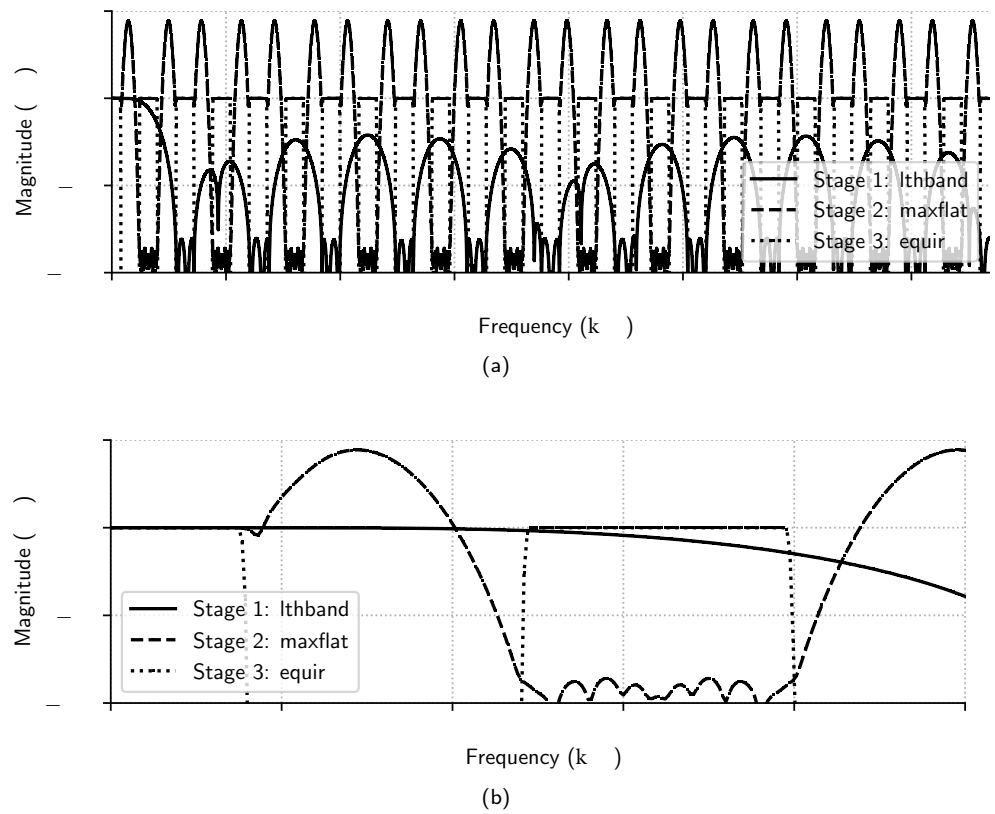 Magnitude ( )
Stage 1: lthband
Stage 2: maxflat
Stage 3: equir
Frequency (k )
(a)
Magnitude ( )
Stage 1: lthband
Stage 2: maxflat
Stage 3: equir
Frequency (k )
(b)